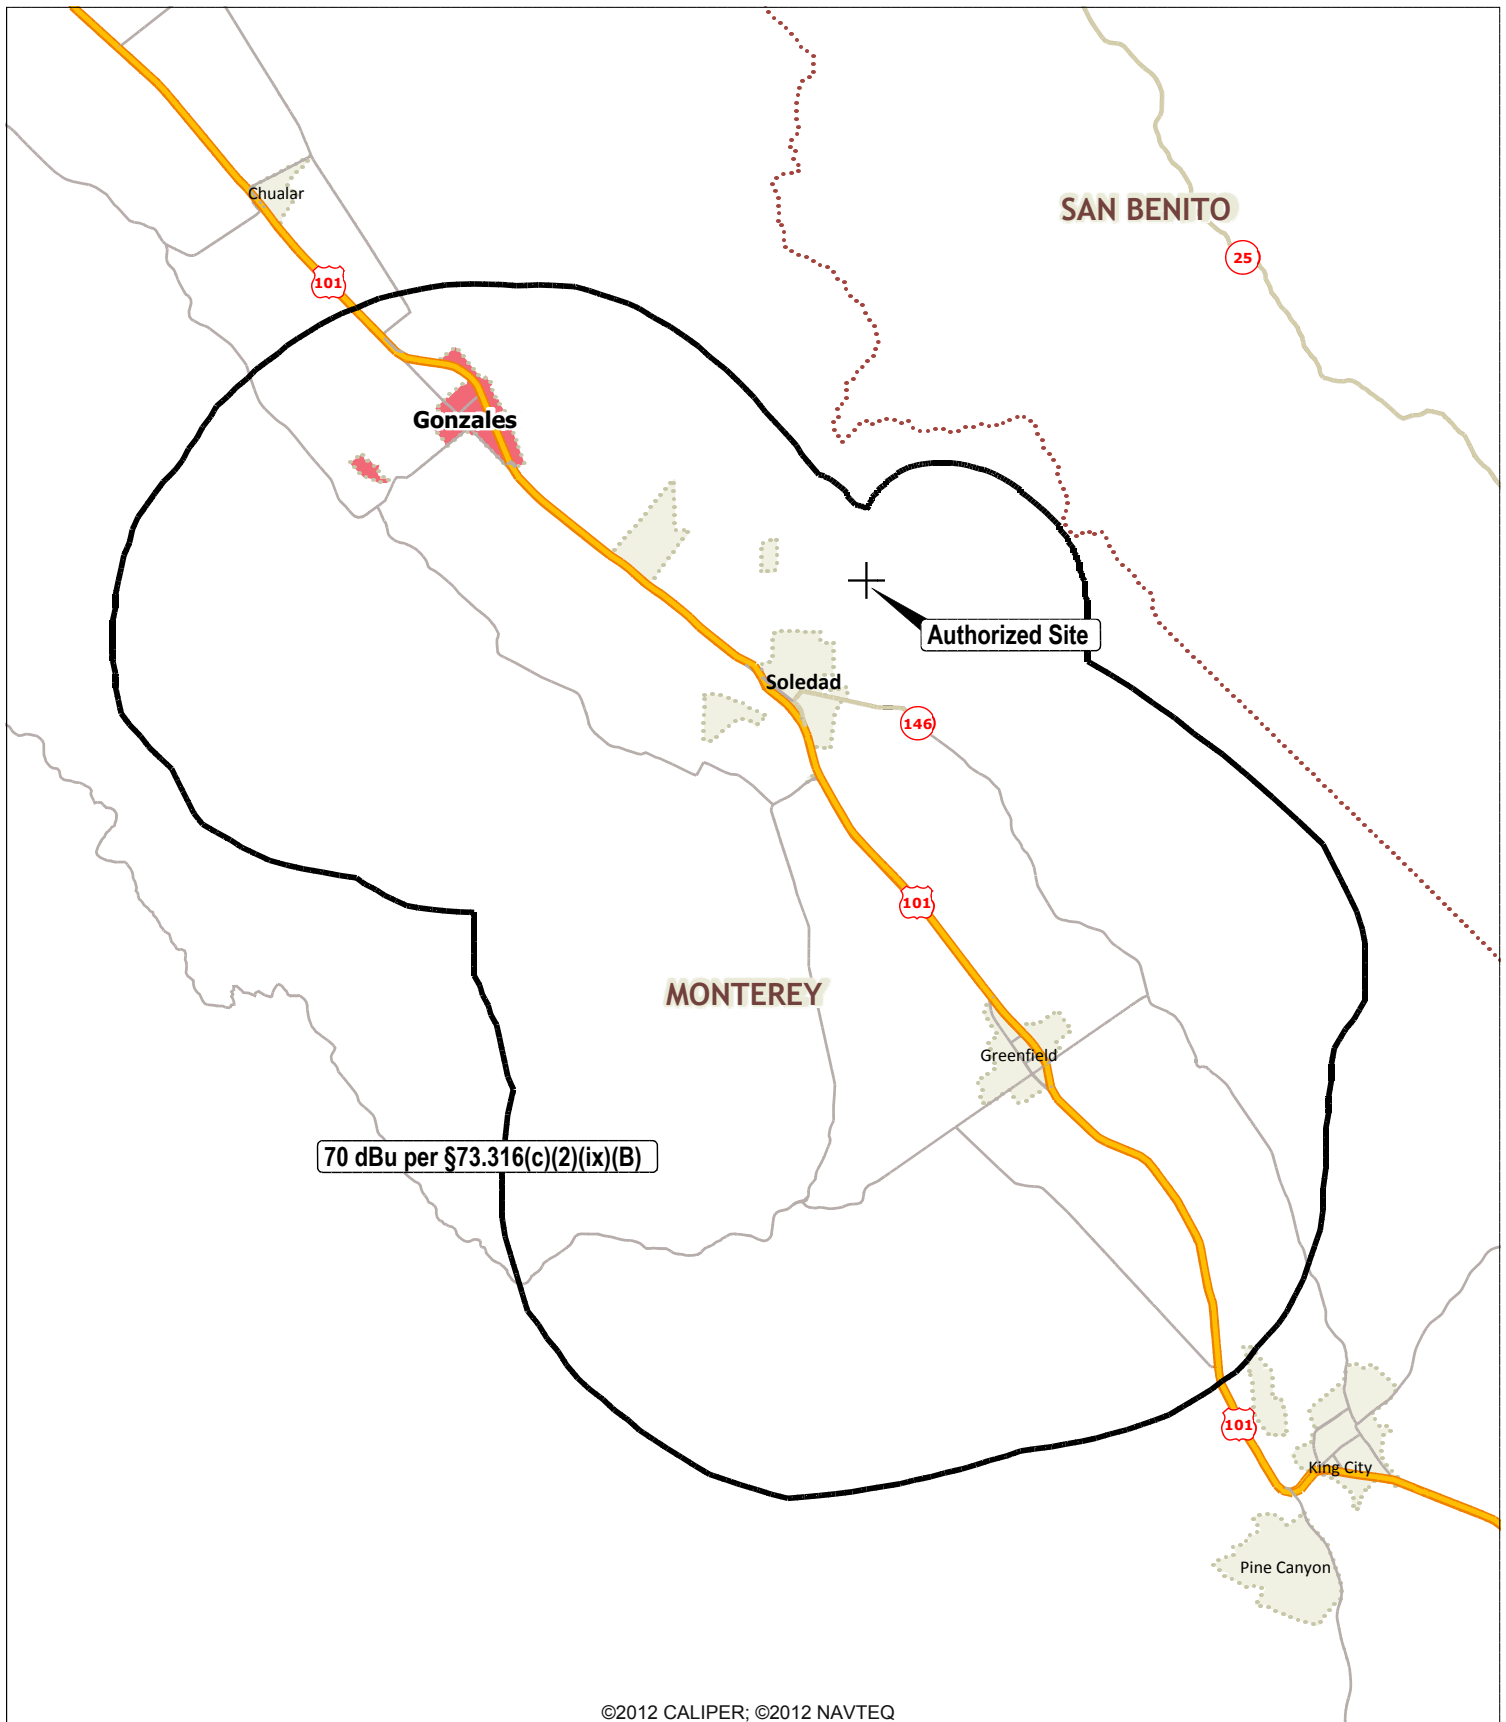 Chualar
SAN BENITO
25
101
Gonzales
Authorized Site
Soledad
146
101
MONTEREY
Greenfield
70 dBu per §73.316(c)(2)(ix)(B)
101
King City
Pine Canyon
©2012 CALIPER; ©2012 NAVTEQ